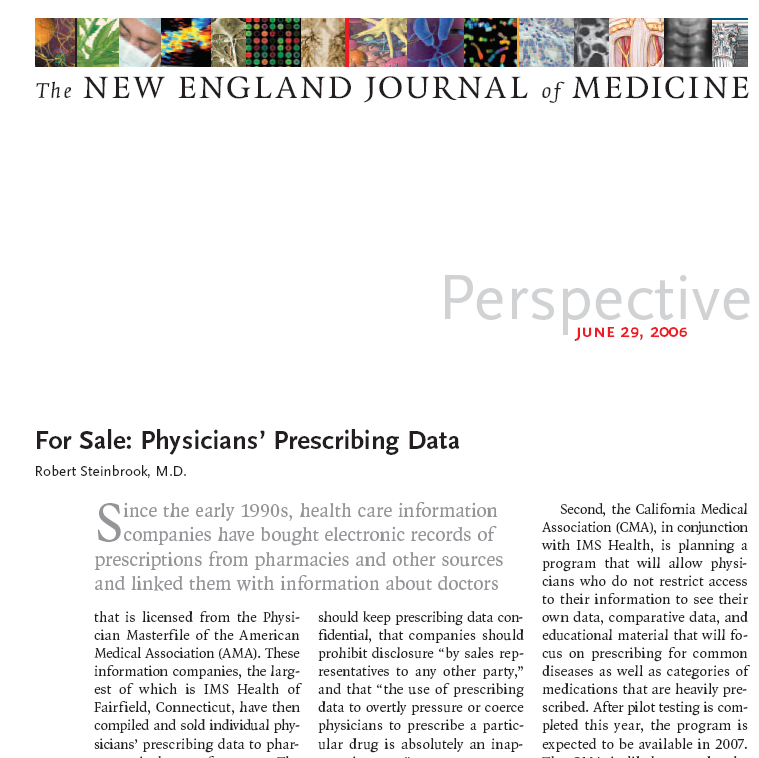 The NEW ENGLAND JOURNAL of MEDICINE
Perspective
JUNE 29, 2006
For Sale: Physicians’ Prescribing Data
Robert Steinbrook, M.D.
Since the early 1990s, health care information
companies have bought electronic records of
prescriptions from pharmacies and other sources
and linked them with information about doctors
that is licensed from the Physi-
cian Masterfile of the American
Medical Association (AMA). These
information companies, the larg-
est of which is IMS Health of
Fairfield, Connecticut, have then
compiled and sold individual phy-
sicians’ prescribing data to phar-
should keep prescribing data con-
fidential, that companies should
prohibit disclosure “by sales rep-
resentatives to any other party,”
and that “the use of prescribing
data to overtly pressure or coerce
physicians to prescribe a partic-
ular drug is absolutely an inap-
Second, the California Medical
Association (CMA), in conjunction
with IMS Health, is planning a
program that will allow physi-
cians who do not restrict access
to their information to see their
own data, comparative data, and
educational material that will fo-
cus on prescribing for common
diseases as well as categories of
medications that are heavily pre-
scribed. After pilot testing is com-
pleted this year, the program is
expected to be available in 2007.